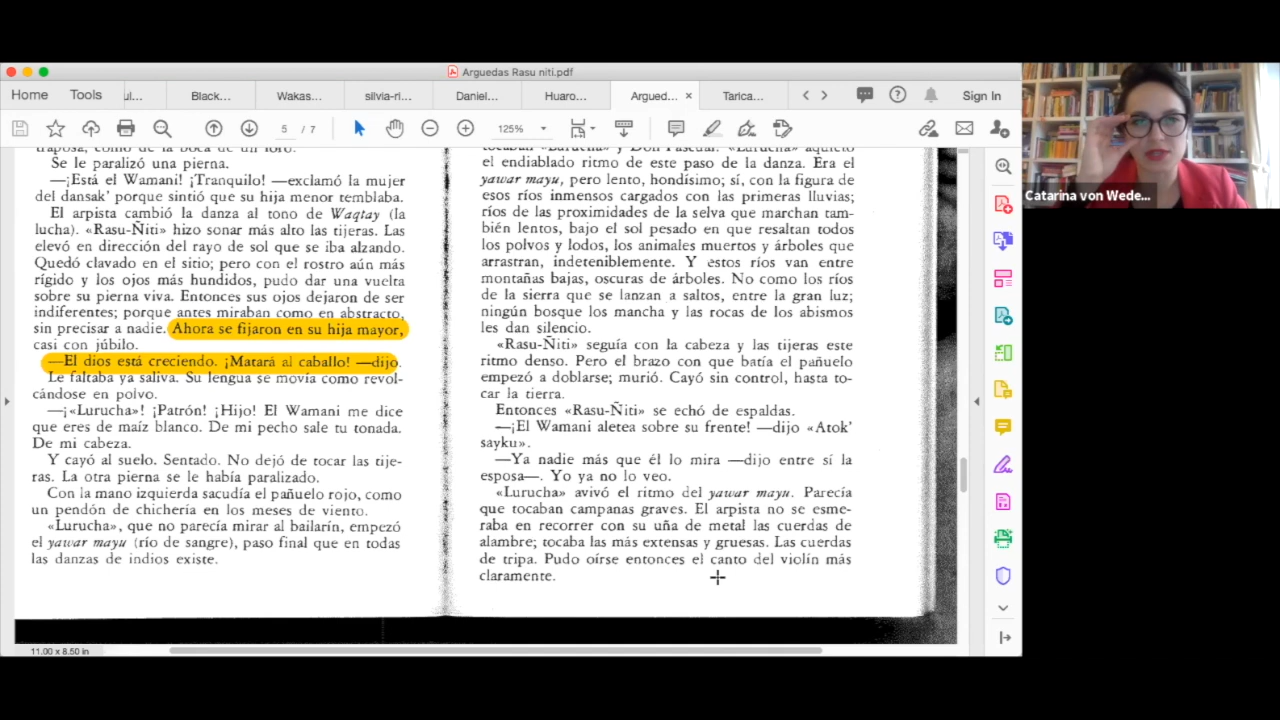 Arguedas Rasu niti.pdf
Home
Tools
ul...
Black...
Wakas...
silvia-ri...
Daniel...
Huaro...
Argued...
Tarica...
Sign In
5 / 7
125%
traposa, como de la boca de un loro.
Se le paralizó una pierna.
—¡Está el Wamani! ¡Tranquilo! —exclamó la mujer
del dansak' porque sintió que su hija menor temblaba.
El arpista cambió la danza al tono de Waqtay (la
lucha). «Rasu-Ñiti» hizo sonar más alto las tijeras. Las
elevó en dirección del rayo de sol que se iba alzando.
Quedó clavado en el sitio; pero con el rostro aún más
rígido y los ojos más hundidos, pudo dar una vuelta
sobre su pierna viva. Entonces sus ojos dejaron de ser
indiferentes; porque antes miraban como en abstracto,
sin precisar a nadie. Ahora se fijaron en su hija mayor,
casi con júbilo.
—El dios está creciendo. ¡Matará al caballo! —dijo.
Le faltaba ya saliva. Su lengua se movía como revol-
cándose en polvo.
—¡«Lurucha»! ¡Patrón! ¡Hijo! El Wamani me dice
que eres de maíz blanco. De mi pecho sale tu tonada.
De mi cabeza.
Y cayó al suelo. Sentado. No dejó de tocar las tije-
ras. La otra pierna se le había paralizado.
Con la mano izquierda sacudía el pañuelo rojo, como
un pendón de chichería en los meses de viento.
«Lurucha», que no parecía mirar al bailarín, empezó
el yawar mayu (río de sangre), paso final que en todas
las danzas de indios existe.
tocaban «Lurucha» y Don Pascual. «Lurucha» aquietó
el endiablado ritmo de este paso de la danza. Era el
yawar mayu, pero lento, hondísimo; sí, con la figura de
esos ríos inmensos cargados con las primeras lluvias;
ríos de las proximidades de la selva que marchan tam-
bién lentos, bajo el sol pesado en que resaltan todos
los polvos y lodos, los animales muertos y árboles que
arrastran, indeteniblemente. Y estos ríos van entre
montañas bajas, oscuras de árboles. No como los ríos
de la sierra que se lanzan a saltos, entre la gran luz;
ningún bosque los mancha y las rocas de los abismos
les dan silencio.
«Rasu-Ñiti» seguía con la cabeza y las tijeras este
ritmo denso. Pero el brazo con que batía el pañuelo
empezó a doblarse; murió. Cayó sin control, hasta to-
car la tierra.
Entonces «Rasu-Ñiti» se echó de espaldas.
—¡El Wamani aletea sobre su frente! —dijo «Atok'
sayku».
—Ya nadie más que él lo mira —dijo entre sí la
esposa—. Yo ya no lo veo.
«Lurucha» avivó el ritmo del yawar mayu. Parecía
que tocaban campanas graves. El arpista no se esme-
raba en recorrer con su uña de metal las cuerdas de
alambre; tocaba las más extensas y gruesas. Las cuerdas
de tripa. Pudo oírse entonces el canto del violín más
claramente.
11.00 x 8.50 in
Catarina von Wede...